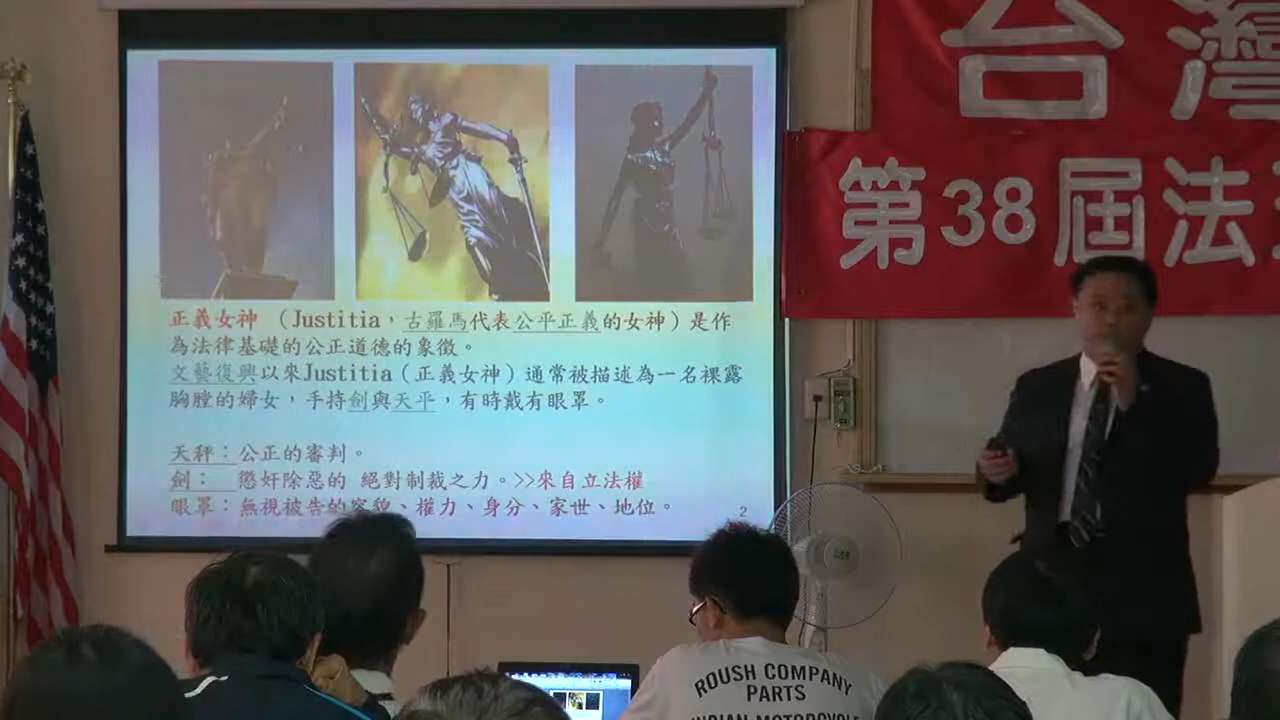 台灣
第38屆法
正義女神 （Justitia，古羅馬代表公平正義的女神）是作
為法律基礎的公正道德的象徵。
文藝復興以來Justitia（正義女神）通常被描述為一名裸露
胸膛的婦女，手持劍與天平，有時戴有眼罩。
天秤：公正的審判。
劍： 懲奸除惡的 絕對制裁之力。>>來自立法權
眼罩：無視被告的容貌、權力、身分、家世、地位。
2
ROUSH COMPANY
PARTS
INDIAN MOTORCYCLE